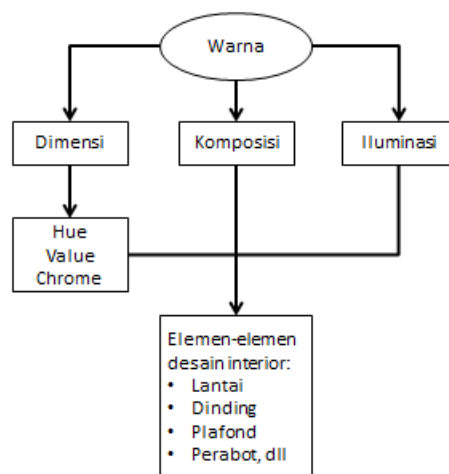 Warna
Dimensi
Komposisi
Iluminasi
Hue
Value
Chrome
Elemen-elemen
desain interior:
• Lantai
• Dinding
• Plafond
• Perabot, dll